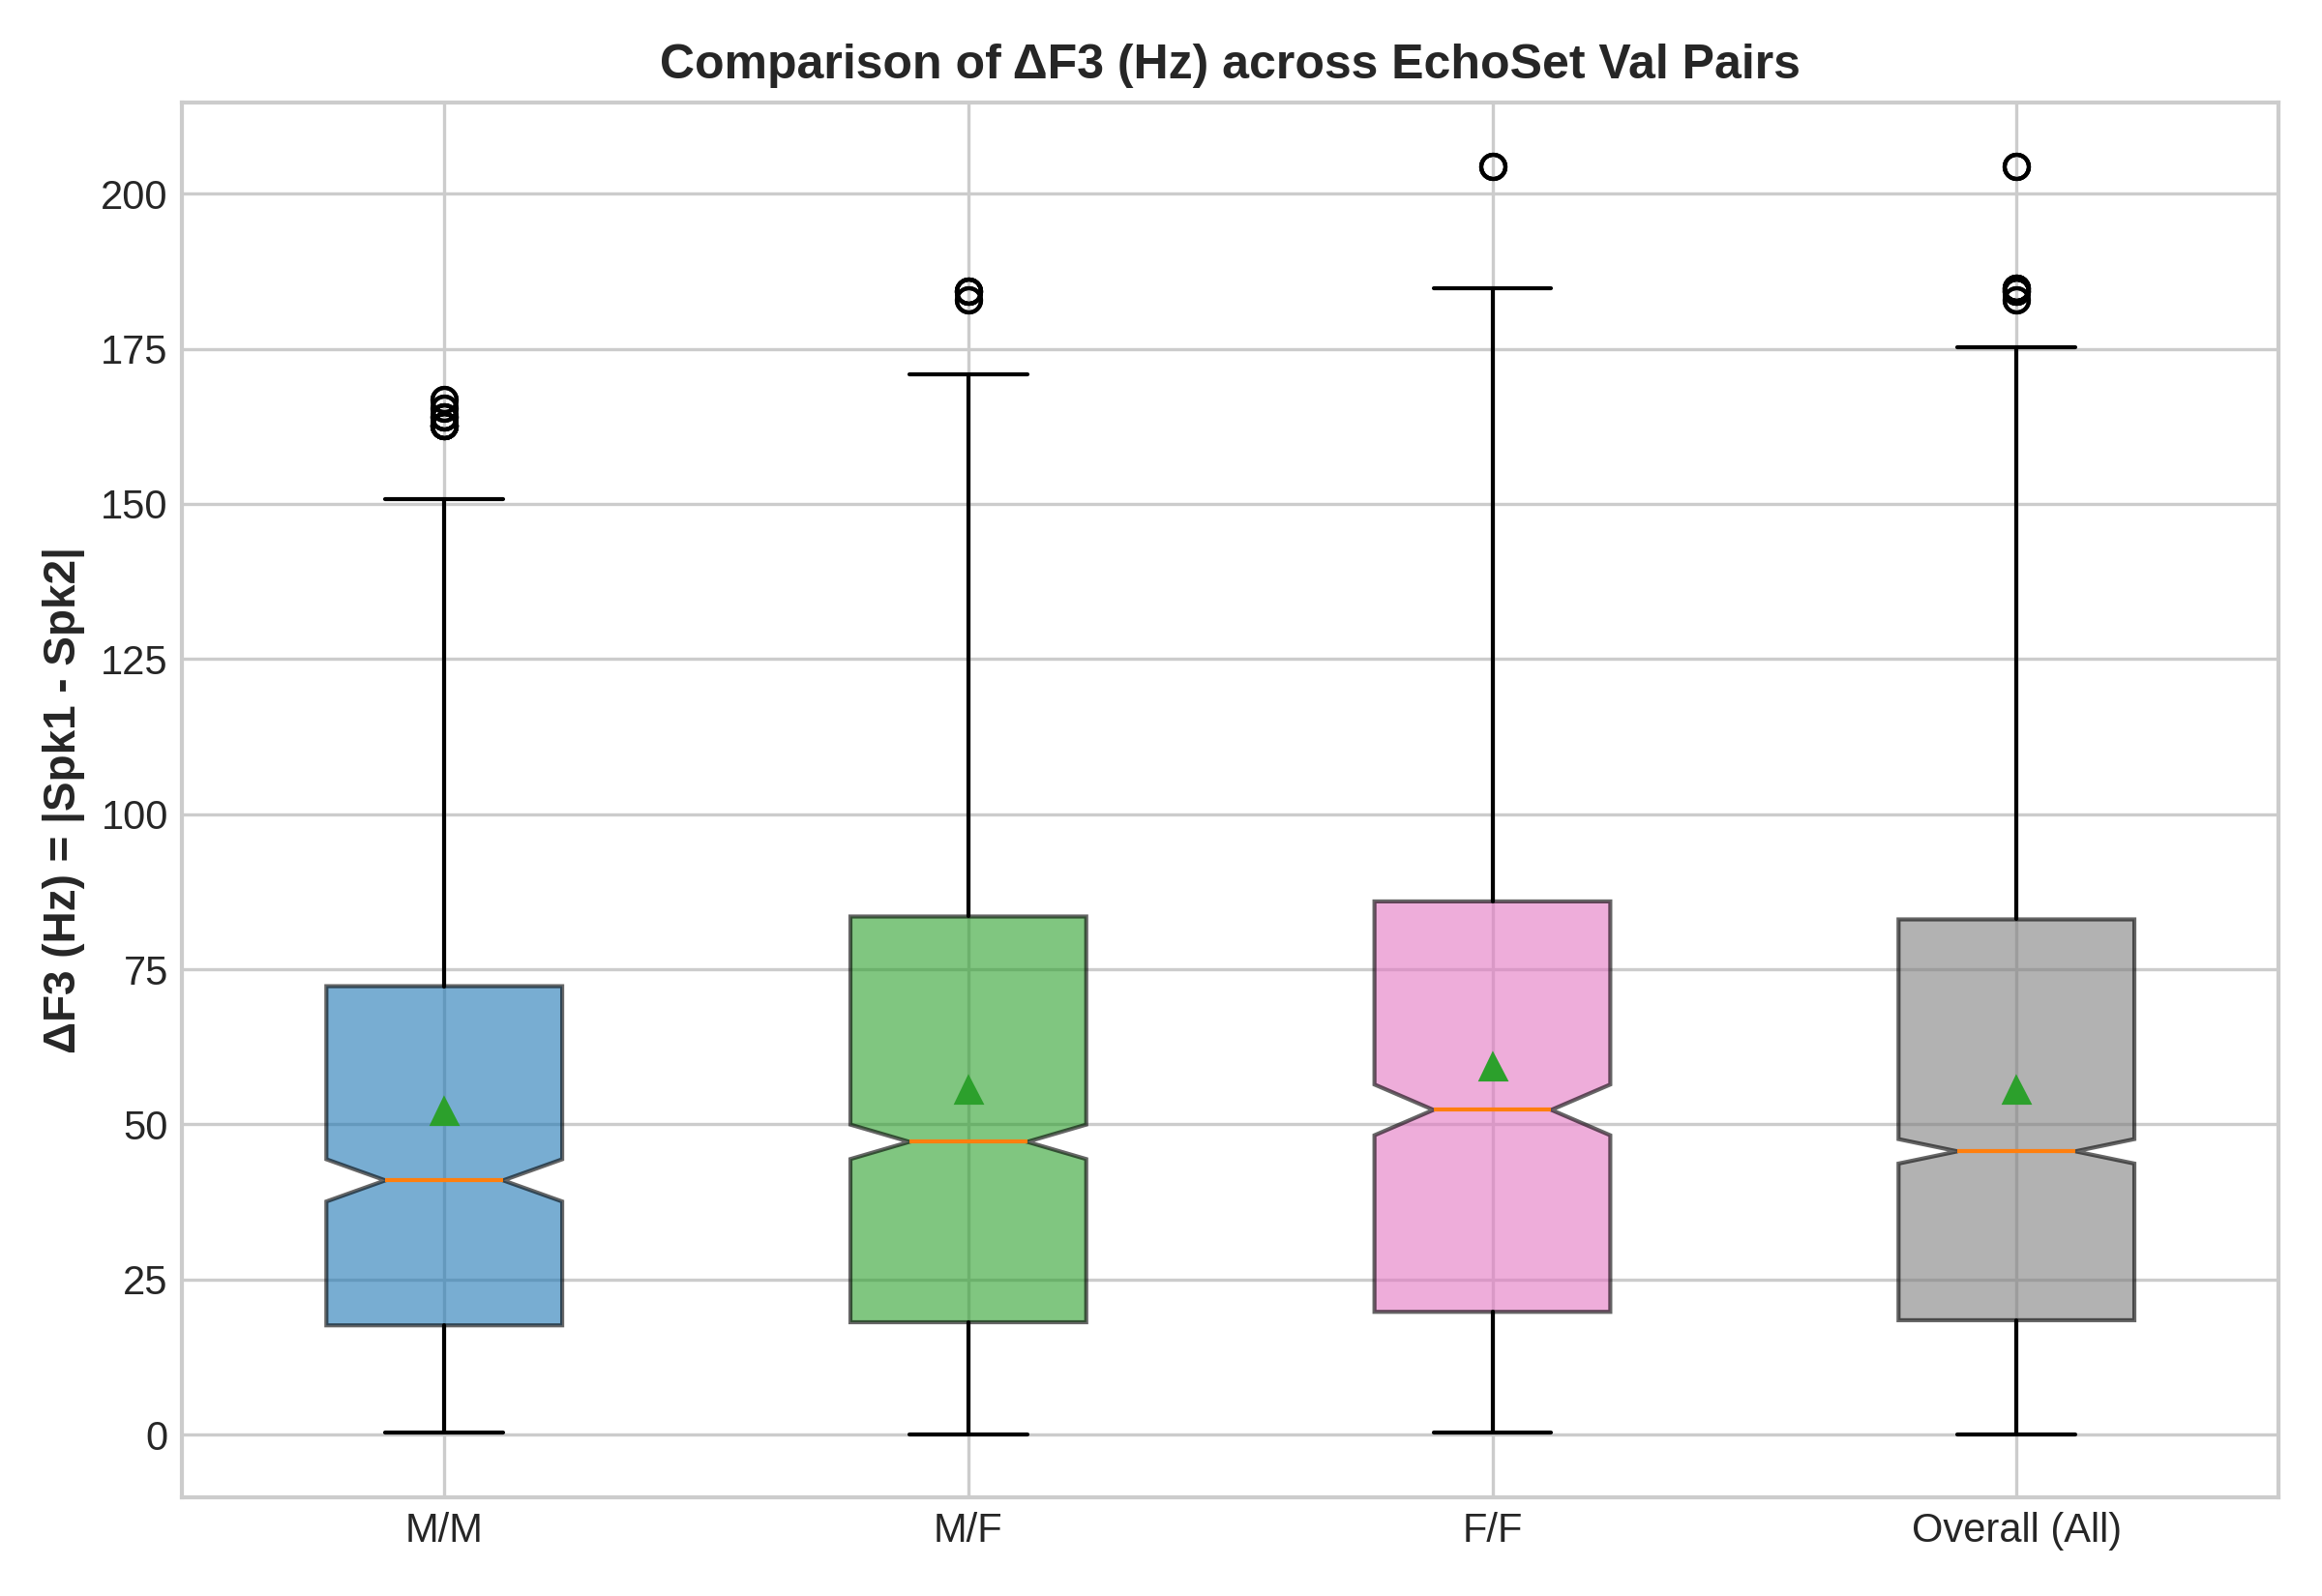 Comparison of ΔF3 (Hz) across EchoSet Val Pairs
ΔF3 (Hz) = |Spk1 - Spk2|
200
175
150
125
100
75
50
25
0
M/M
M/F
F/F
Overall (All)